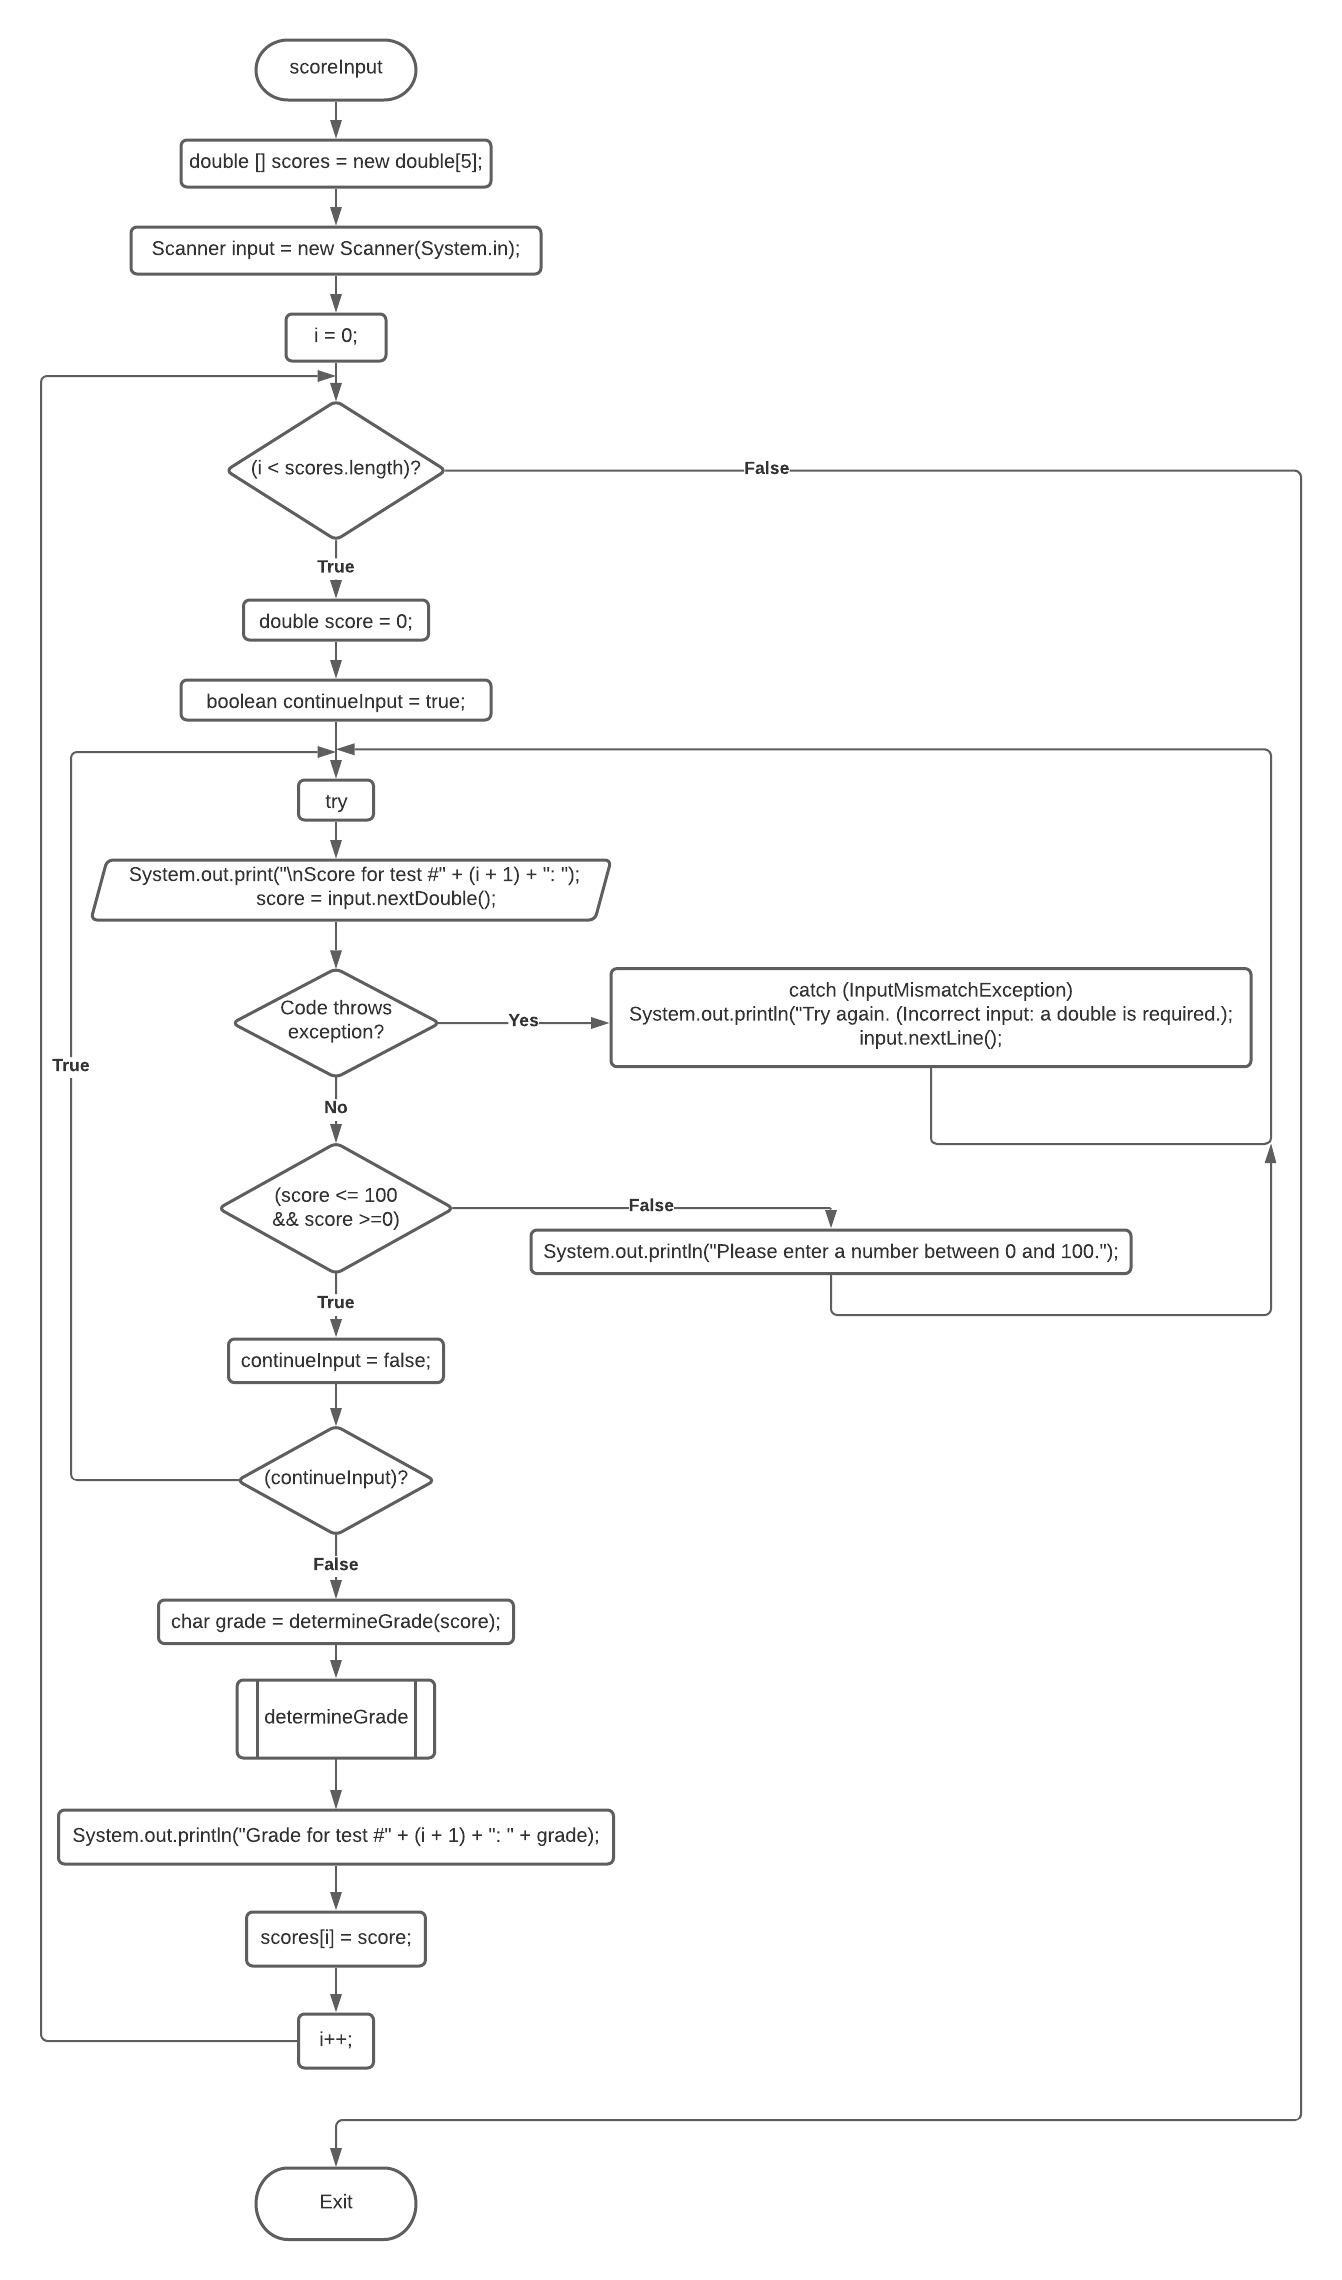 scoreInput
double [] scores = new double[5];
Scanner input = new Scanner(System.in);
i = 0;
(i < scores.length)?
False
True
double score = 0;
boolean continueInput = true;
try
System.out.print("\nScore for test #" + (i + 1) + ": ");
score = input.nextDouble();
Code throws
exception?
Yes
catch (InputMismatchException)
System.out.println("Try again. (Incorrect input: a double is required.);
input.nextLine();
True
No
(score <= 100
&& score >=0)
False
System.out.println("Please enter a number between 0 and 100.");
True
continueInput = false;
(continueInput)?
False
char grade = determineGrade(score);
determineGrade
System.out.println("Grade for test #" + (i + 1) + ": " + grade);
scores[i] = score;
i++;
Exit